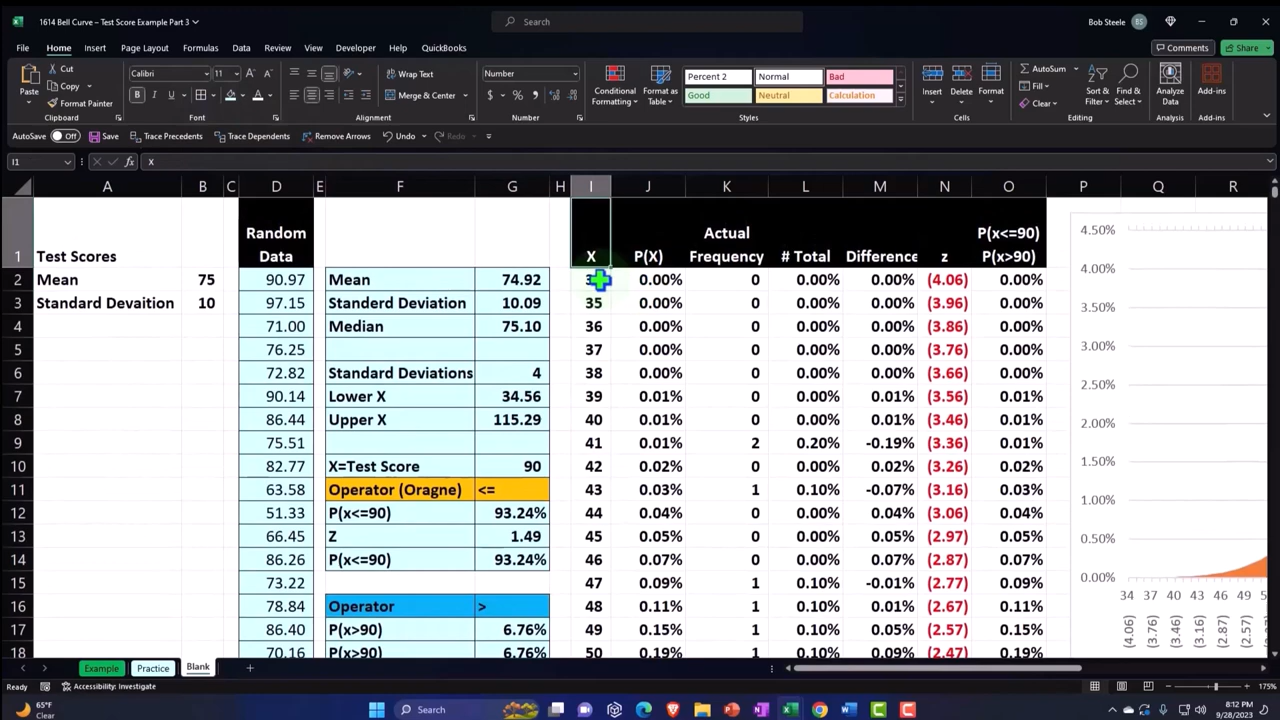 1614 Bell Curve – Test Score Example Part 3
Search
Bob Steele BS
File Home Insert Page Layout Formulas Data Review View Developer Help QuickBooks
Comments Share
Paste
Cut
Copy
Format Painter
Clipboard
Calibri 11
B I U
Font
Wrap Text
Merge & Center
Alignment
Number
$ % ,
Number
Conditional Formatting
Format as Table
Percent 2 Normal Bad
Good Neutral Calculation
Styles
Insert Delete Format
Cells
AutoSum
Fill
Clear
Sort & Filter
Find & Select
Editing
Analyze Data
Analysis
Add-ins
Add-ins
AutoSave Off Save Trace Precedents Trace Dependents Remove Arrows Undo Redo
I1 fx X
A B C D E F G H I J K L M N O P Q R
Random Actual P(x<=90)
1 Test Scores Data X P(X) Frequency # Total Difference z P(x>90)
2 Mean 75 90.97 Mean 74.92 0.00% 0 0.00% 0.00% (4.06) 0.00%
3 Standard Devaition 10 97.15 Standerd Deviation 10.09 35 0.00% 0 0.00% 0.00% (3.96) 0.00%
4 71.00 Median 75.10 36 0.00% 0 0.00% 0.00% (3.86) 0.00%
5 76.25 37 0.00% 0 0.00% 0.00% (3.76) 0.00%
6 72.82 Standard Deviations 4 38 0.00% 0 0.00% 0.00% (3.66) 0.00%
7 90.14 Lower X 34.56 39 0.01% 0 0.00% 0.01% (3.56) 0.01%
8 86.44 Upper X 115.29 40 0.01% 0 0.00% 0.01% (3.46) 0.01%
9 75.51 41 0.01% 2 0.20% -0.19% (3.36) 0.01%
10 82.77 X=Test Score 90 42 0.02% 0 0.00% 0.02% (3.26) 0.02%
11 63.58 Operator (Oragne) <= 43 0.03% 1 0.10% -0.07% (3.16) 0.03%
12 51.33 P(x<=90) 93.24% 44 0.04% 0 0.00% 0.04% (3.06) 0.04%
13 66.45 Z 1.49 45 0.05% 0 0.00% 0.05% (2.97) 0.05%
14 86.26 P(x<=90) 93.24% 46 0.07% 0 0.00% 0.07% (2.87) 0.07%
15 73.22 47 0.09% 1 0.10% -0.01% (2.77) 0.09%
16 78.84 Operator > 48 0.11% 1 0.10% 0.01% (2.67) 0.11%
17 86.40 P(x>90) 6.76% 49 0.15% 1 0.10% 0.05% (2.57) 0.15%
18 70.16 P(x>90) 6.76% 50 0.19% 1 0.10% 0.09% (2.47) 0.19%
4.50%
4.00%
3.50%
3.00%
2.50%
2.00%
1.50%
1.00%
0.50%
0.00%
34 37 40 43 46 49
(4.06) (3.76) (3.46) (3.16) (2.87) (2.57)
Example Practice Blank
Ready Accessibility: Investigate 175%
65°F
Clear
Search
8:12 PM
9/28/2023